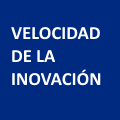 VELOCIDAD
DE LA
INOVACIÓN